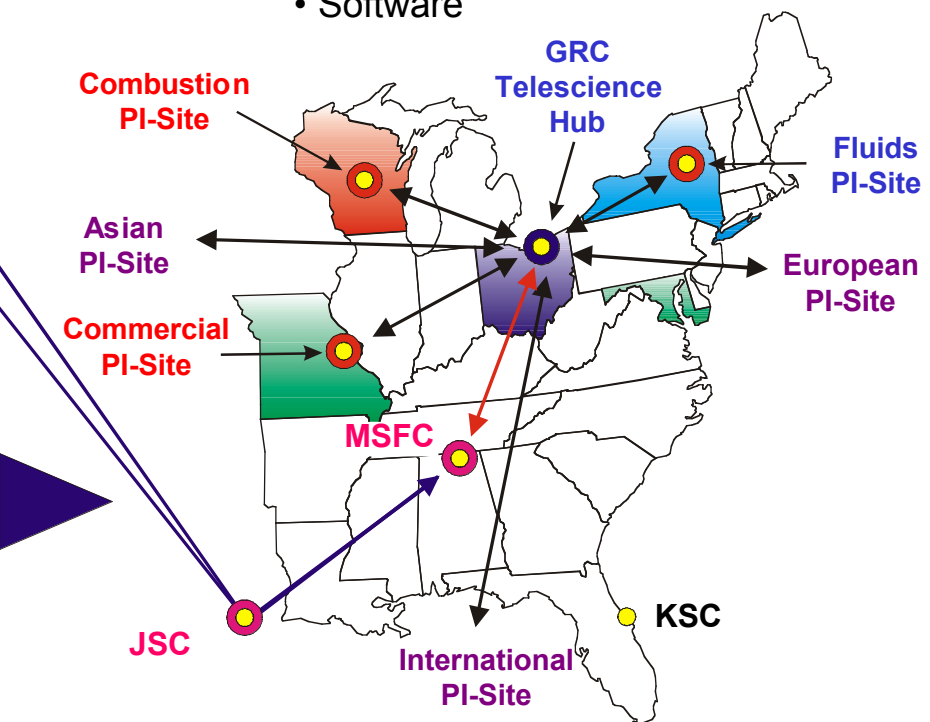 • Software
GRC
Telescience
Hub
Combustion
PI-Site
Fluids
PI-Site
Asian
PI-Site
European
PI-Site
Commercial
PI-Site
MSFC
JSC
KSC
International
PI-Site